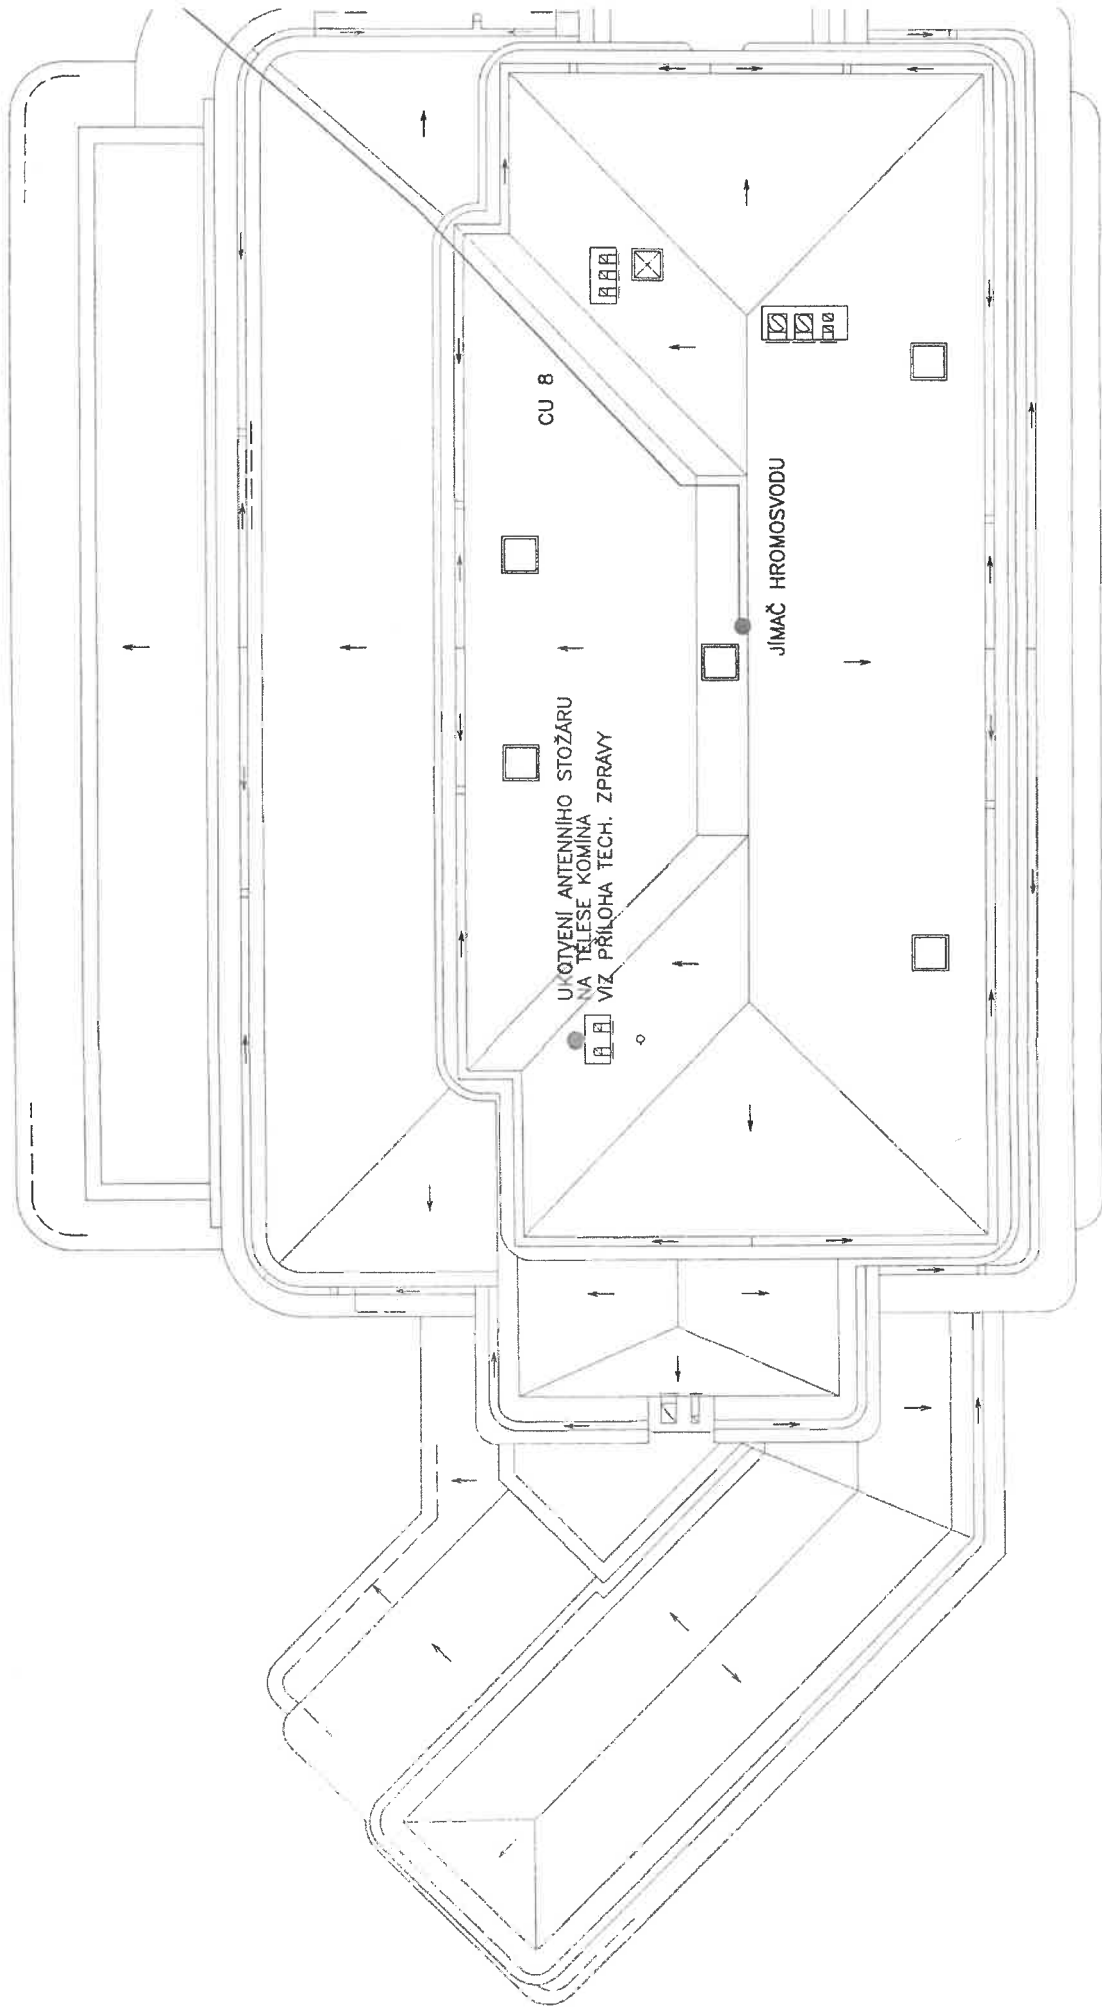 CU 8
JÍMAČ HROMOSVODU
UKOTVENÍ ANTENNÍHO STOŽÁRU
NA TĚLESE KOMÍNA
VIZ PŘÍLOHA TECH. ZPRÁVY